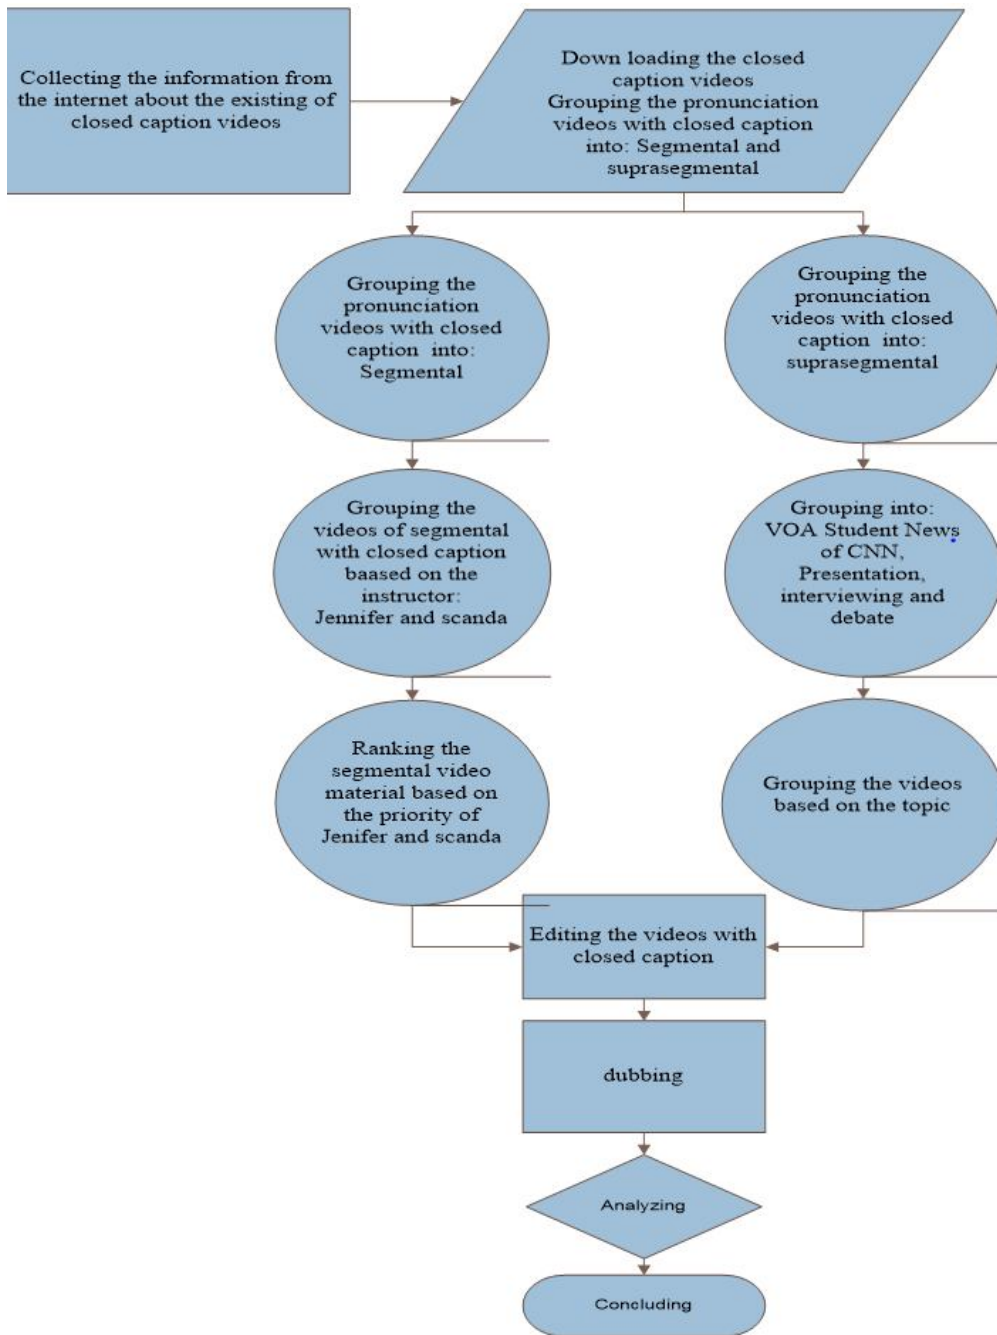 Collecting the information from
the internet about the existing of
closed caption videos
Down loading the closed
caption videos
Grouping the pronunciation
videos with closed caption
into: Segmental and
suprasegmental
Grouping the
pronunciation
videos with closed
caption into:
Segmental
Grouping the
pronunciation
videos with closed
caption into:
suprasegmental
Grouping the
videos of segmental
with closed caption
baased on the
instructor:
Jennifer and scanda
Grouping into:
VOA Student News
of CNN,
Presentation,
interviewing and
debate
Ranking the
segmental video
material based on
the priority of
Jenifer and scanda
Grouping the videos
based on the topic
Editing the videos with
closed caption
dubbing
Analyzing
Concluding